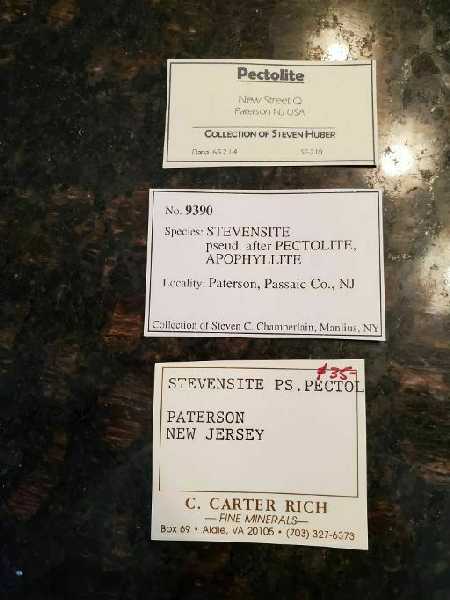 Pectolite
New Street Q.
Paterson NJ USA
COLLECTION OF STEVEN HUBER
No. 9390
Species: STEVENSITE
pseud. after PECTOLITE,
APOPHYLLITE
Locality: Paterson, Passaic Co., NJ
Collection of Steven C. Chamberlain, Manlius, NY
$35-
STEVENSITE PS.PECTOL
PATERSON
NEW JERSEY
C. CARTER RICH
—FINE MINERALS—
Box 69 • Aldie, VA 20105 • (703) 327-6373